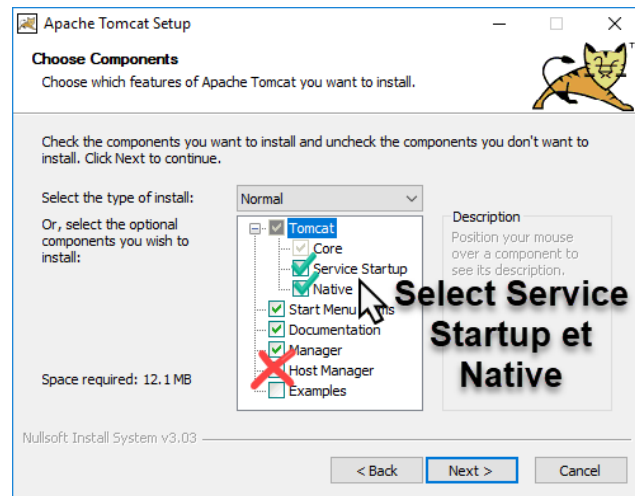 Apache Tomcat Setup
Choose Components
Choose which features of Apache Tomcat you want to install.
TM
Check the components you want to install and uncheck the components you don't want to
install. Click Next to continue.
Select the type of install:
Normal
Or, select the optional
components you wish to
install:
Tomcat
Core
Service Startup
Native
Start Menu
Documentation
Manager
Host Manager
Examples
Description
Position your mouse
over a component to
see its description.
Select Service
Startup et
Native
Space required: 12.1 MB
Nullsoft Install System v3.03
< Back
Next >
Cancel